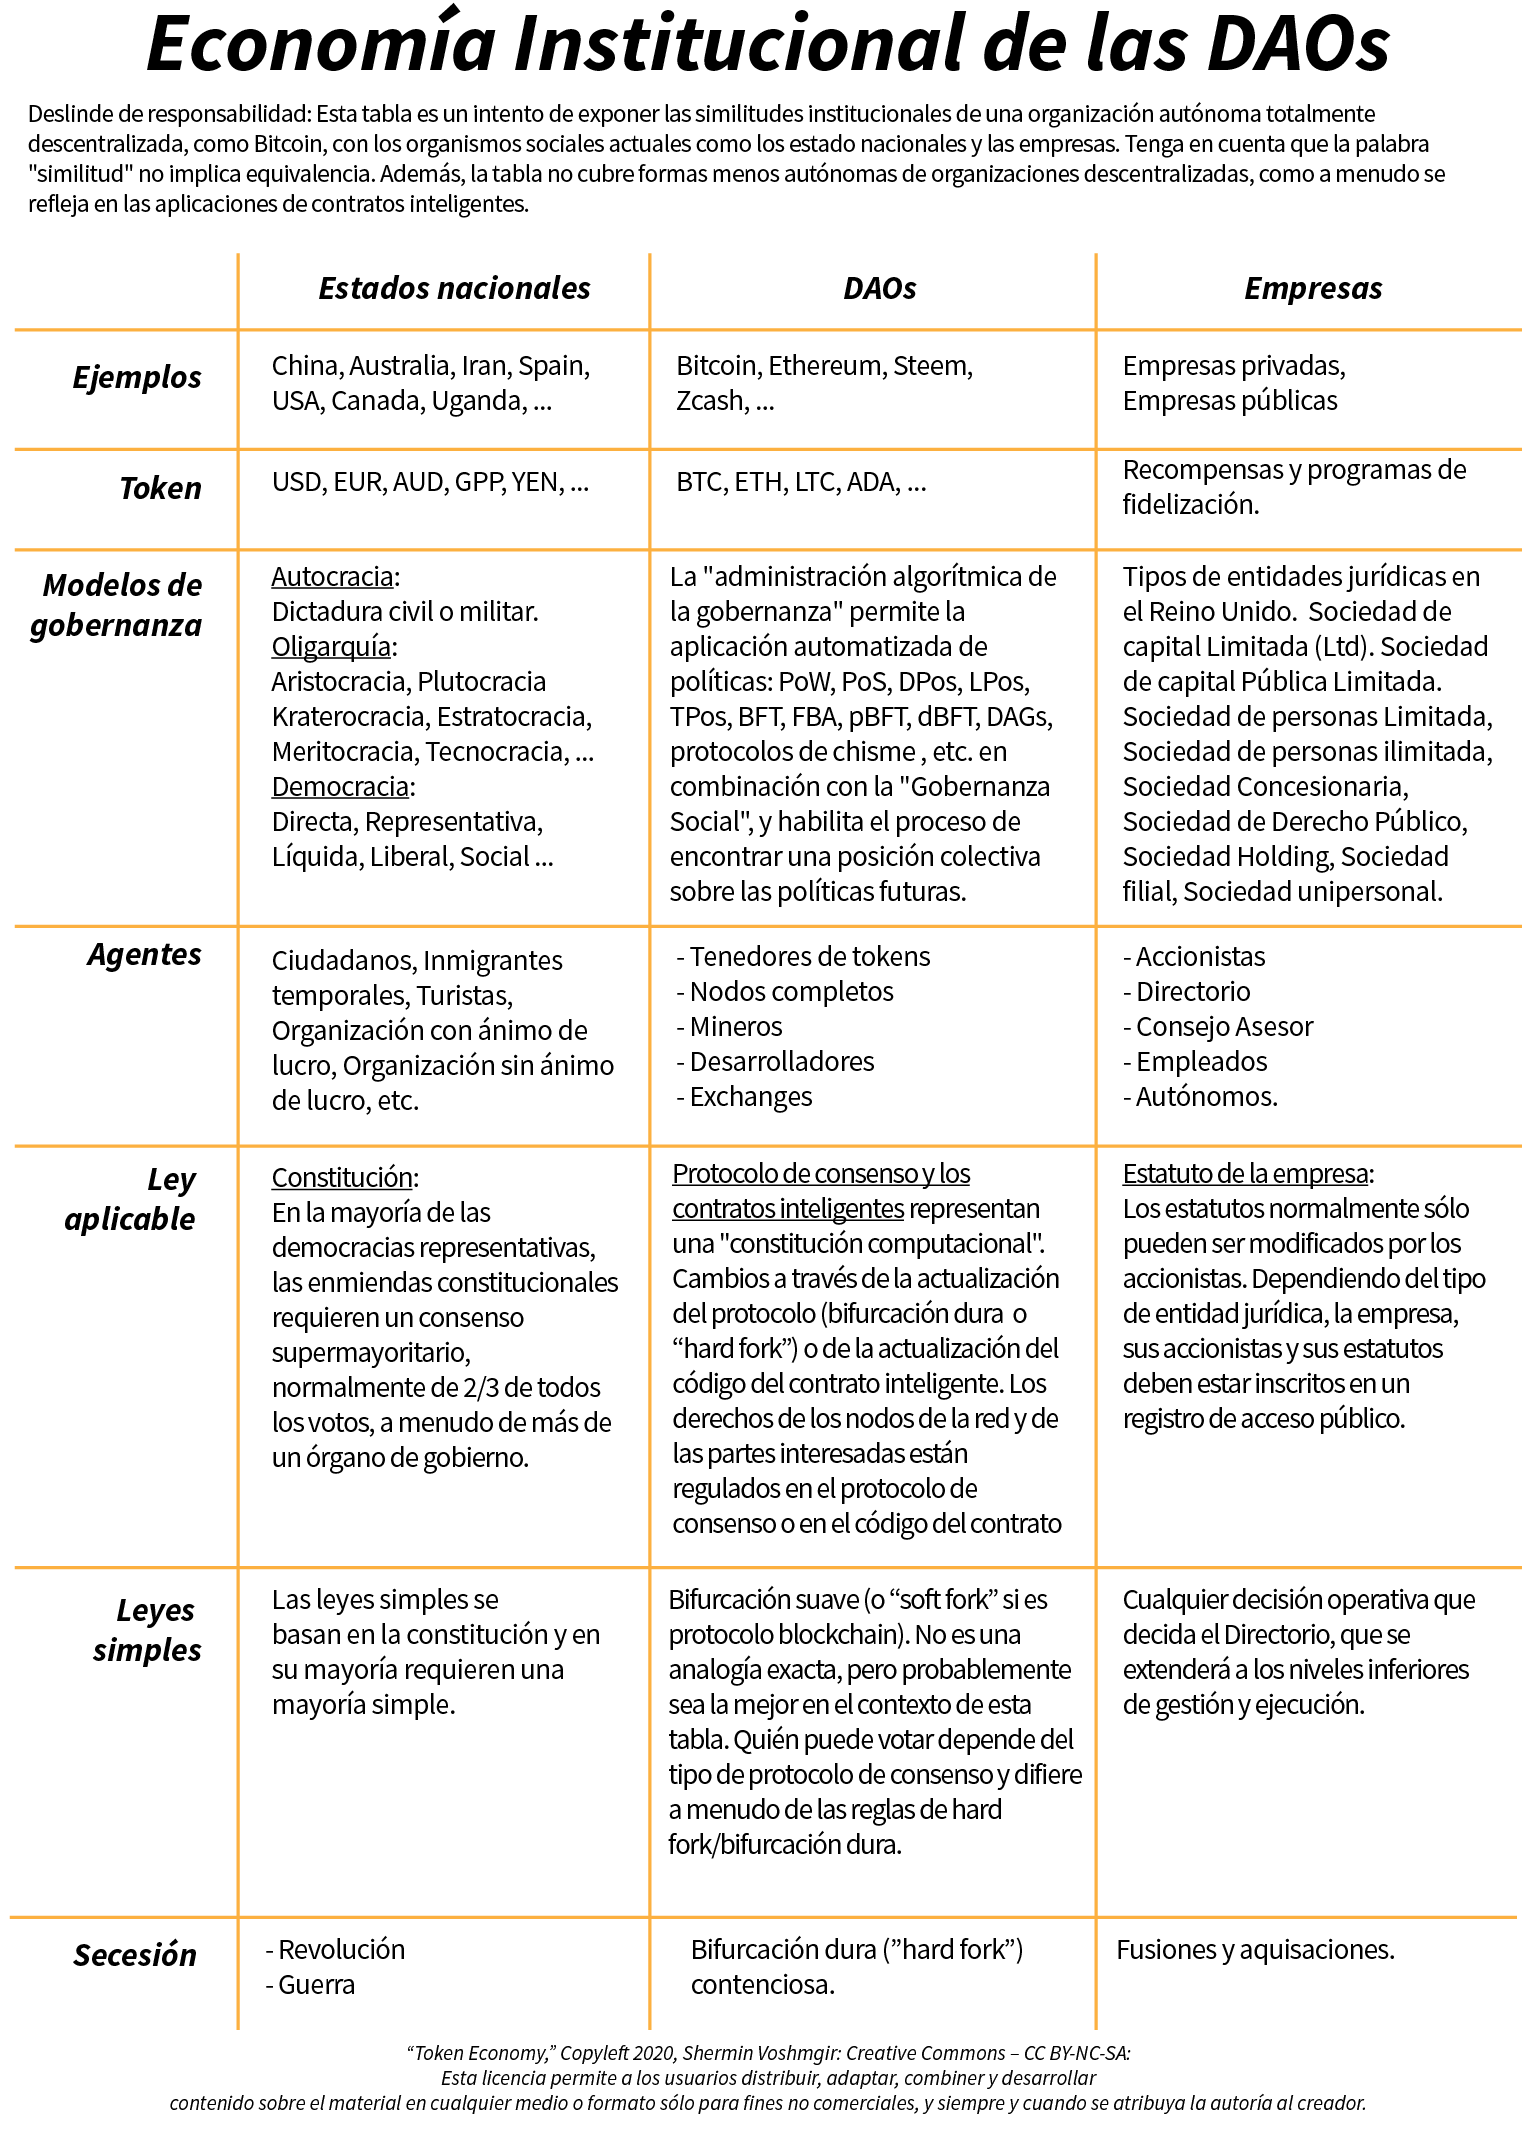 Economía Institucional de las DAOs
Deslinde de responsabilidad: Esta tabla es un intento de exponer las similitudes institucionales de una organización autónoma totalmente
descentralizada, como Bitcoin, con los organismos sociales actuales como los estado nacionales y las empresas. Tenga en cuenta que la palabra
"similitud" no implica equivalencia. Además, la tabla no cubre formas menos autónomas de organizaciones descentralizadas, como a menudo se
refleja en las aplicaciones de contratos inteligentes.
Estados nacionales
DAOs
Empresas
Ejemplos
China, Australia, Iran, Spain,
USA, Canada, Uganda, ...
Bitcoin, Ethereum, Steem,
Zcash, ...
Empresas privadas,
Empresas públicas
Token
USD, EUR, AUD, GPP, YEN, ...
BTC, ETH, LTC, ADA, ...
Recompensas y programas de
fidelización.
Modelos de
gobernanza
Autocracia:
Dictadura civil o militar.
Oligarquía:
Aristocracia, Plutocracia
Kraterocracia, Estratocracia,
Meritocracia, Tecnocracia, ...
Democracia:
Directa, Representativa,
Líquida, Liberal, Social ...
La "administración algorítmica de
la gobernanza" permite la
aplicación automatizada de
políticas: PoW, PoS, DPos, LPos,
TPos, BFT, FBA, pBFT, dBFT, DAGs,
protocolos de chisme , etc. en
combinación con la "Gobernanza
Social", y habilita el proceso de
encontrar una posición colectiva
sobre las políticas futuras.
Tipos de entidades jurídicas en
el Reino Unido.  Sociedad de
capital Limitada (Ltd). Sociedad
de capital Pública Limitada.
Sociedad de personas Limitada,
Sociedad de personas ilimitada,
Sociedad Concesionaria,
Sociedad de Derecho Público,
Sociedad Holding, Sociedad
filial, Sociedad unipersonal.
Agentes
Ciudadanos, Inmigrantes
temporales, Turistas,
Organización con ánimo de
lucro, Organización sin ánimo
de lucro, etc.
- Tenedores de tokens
- Nodos completos
- Mineros
- Desarrolladores
- Exchanges
- Accionistas
- Directorio
- Consejo Asesor
- Empleados
- Autónomos.
Ley
aplicable
Constitución:
En la mayoría de las
democracias representativas,
las enmiendas constitucionales
requieren un consenso
supermayoritario,
normalmente de 2/3 de todos
los votos, a menudo de más de
un órgano de gobierno.
Protocolo de consenso y los
contratos inteligentes representan
una "constitución computacional".
Cambios a través de la actualización
del protocolo (bifurcación dura  o
“hard fork”) o de la actualización del
código del contrato inteligente. Los
derechos de los nodos de la red y de
las partes interesadas están
regulados en el protocolo de
consenso o en el código del contrato
Estatuto de la empresa:
Los estatutos normalmente sólo
pueden ser modificados por los
accionistas. Dependiendo del tipo
de entidad jurídica, la empresa,
sus accionistas y sus estatutos
deben estar inscritos en un
registro de acceso público.
Leyes
simples
Las leyes simples se
basan en la constitución y en
su mayoría requieren una
mayoría simple.
Bifurcación suave (o “soft fork” si es
protocolo blockchain). No es una
analogía exacta, pero probablemente
sea la mejor en el contexto de esta
tabla. Quién puede votar depende del
tipo de protocolo de consenso y difiere
a menudo de las reglas de hard
fork/bifurcación dura.
Cualquier decisión operativa que
decida el Directorio, que se
extenderá a los niveles inferiores
de gestión y ejecución.
Secesión
- Revolución
- Guerra
Bifurcación dura (”hard fork”)
contenciosa.
Fusiones y aquisaciones.
“Token Economy,” Copyleft 2020, Shermin Voshmgir: Creative Commons – CC BY-NC-SA:
Esta licencia permite a los usuarios distribuir, adaptar, combiner y desarrollar
contenido sobre el material en cualquier medio o formato sólo para fines no comerciales, y siempre y cuando se atribuya la autoría al creador.